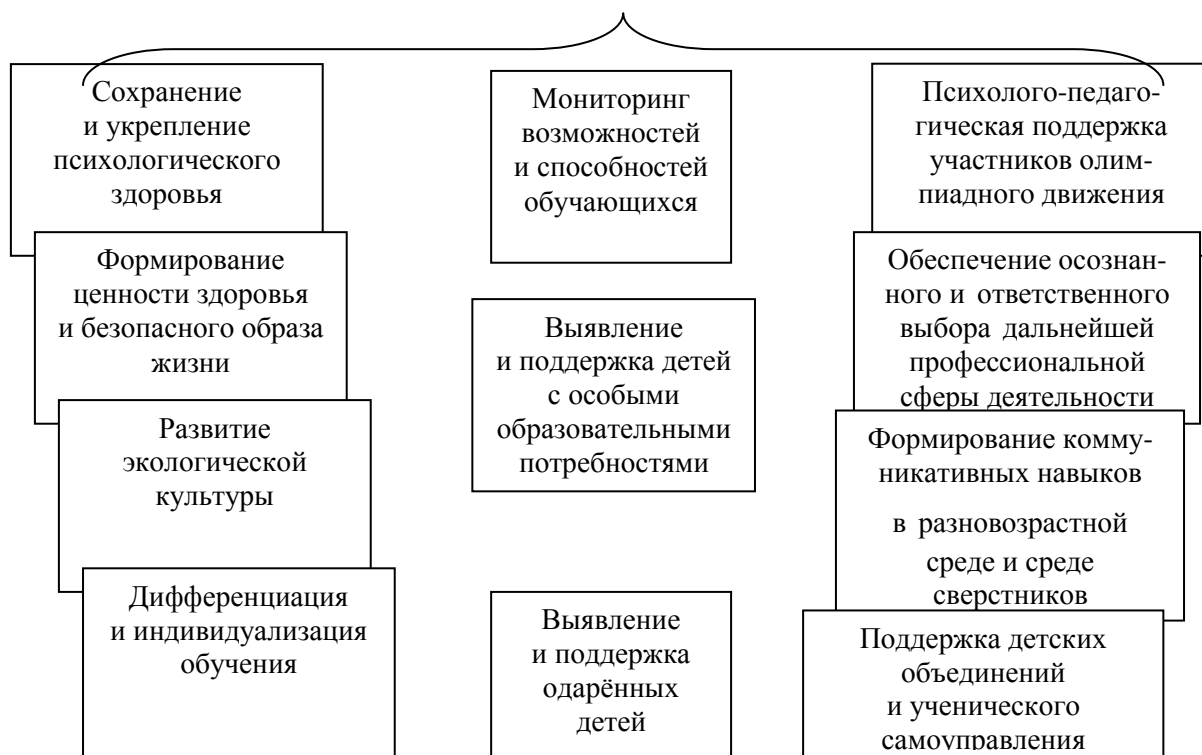 Сохранение
и укрепление
психологического
здоровья
Формирование
ценности здоровья
и безопасного образа
жизни
Развитие
экологической
культуры
Дифференциация
и индивидуализация
обучения
Мониторинг
возможностей
и способностей
обучающихся
Выявление
и поддержка детей
с особыми
образовательными
потребностями
Выявление
и поддержка
одарённых
детей
Психолого-педаго-
гическая поддержка
участников олим-
пиадного движения
Обеспечение осознан-
ного и ответственного
выбора дальнейшей
профессиональной
сферы деятельности
Формирование комму-
никативных навыков
в разновозрастной
среде и среде
сверстников
Поддержка детских
объединений
и ученического
самоуправления